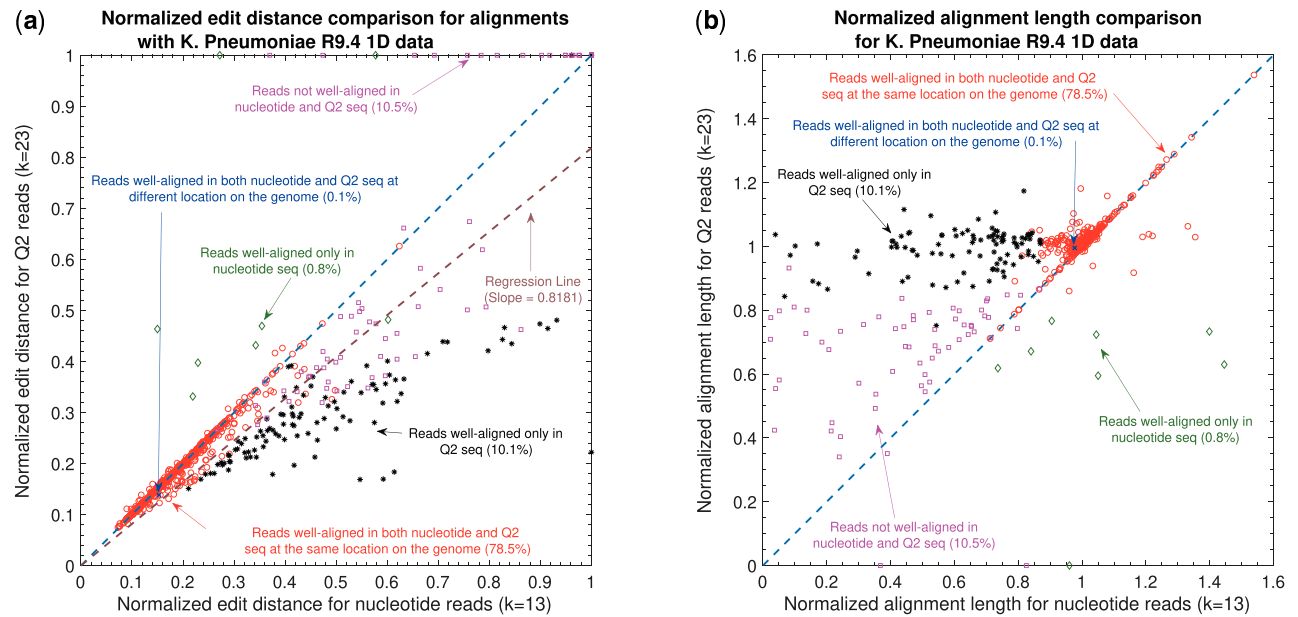 (a)
Normalized edit distance comparison for alignments
with K. Pneumoniae R9.4 1D data
Normalized edit distance for Q2 reads (k=23)
1
0.9
0.8
0.7
0.6
0.5
0.4
0.3
0.2
0.1
0
Reads not well-aligned in
nucleotide and Q2 seq (10.5%)
Reads well-aligned in both nucleotide and Q2 seq at
different location on the genome (0.1%)
Reads well-aligned only in
nucleotide seq (0.8%)
Regression Line
(Slope = 0.8181)
Reads well-aligned only in
Q2 seq (10.1%)
Reads well-aligned in both nucleotide and Q2
seq at the same location on the genome (78.5%)
0 0.1 0.2 0.3 0.4 0.5 0.6 0.7 0.8 0.9 1
Normalized edit distance for nucleotide reads (k=13)
(b)
Normalized alignment length comparison
for K. Pneumoniae R9.4 1D data
Normalized alignment length for Q2 reads (k=23)
1.6
1.4
1.2
1
0.8
0.6
0.4
0.2
0
Reads well-aligned in both nucleotide and Q2
seq at the same location on the genome (78.5%)
Reads well-aligned in both nucleotide and Q2 seq at
different location on the genome (0.1%)
Reads well-aligned only in
Q2 seq (10.1%)
Reads well-aligned only in
nucleotide seq (0.8%)
Reads not well-aligned in
nucleotide and Q2 seq (10.5%)
0 0.2 0.4 0.6 0.8 1 1.2 1.4 1.6
Normalized alignment length for nucleotide reads (k=13)